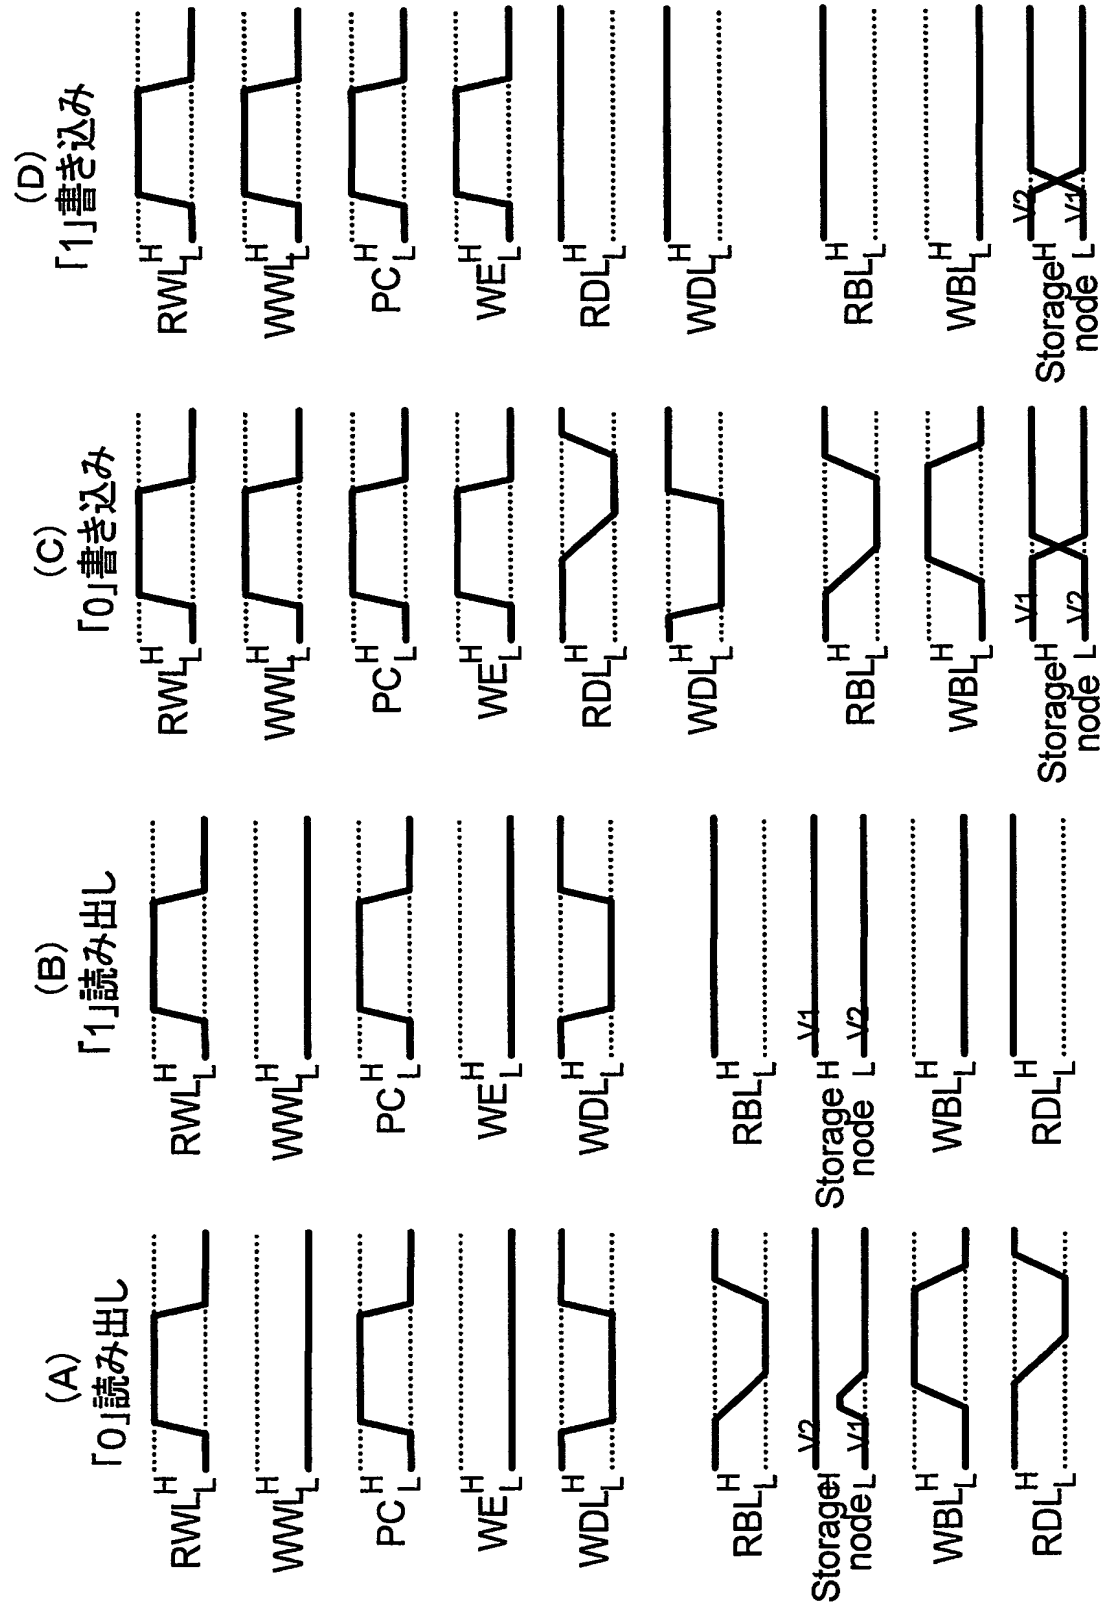 (A)
「0」読み出し
RWL H L
WWL H L
PC H L
WE H L
WDL H L
RBL H L
Storage node H L V2 V1
WBL H L
RDL H L
(B)
「1」読み出し
RWL H L
WWL H L
PC H L
WE H L
WDL H L
RBL H L
Storage node H L V1 V2
WBL H L
RDL H L
(C)
「0」書き込み
RWL H L
WWL H L
PC H L
WE H L
RDL H L
WDL H L
RBL H L
WBL H L
Storage node H L V1 V2
(D)
「1」書き込み
RWL H L
WWL H L
PC H L
WE H L
RDL H L
WDL H L
RBL H L
WBL H L
Storage node H L V2 V1